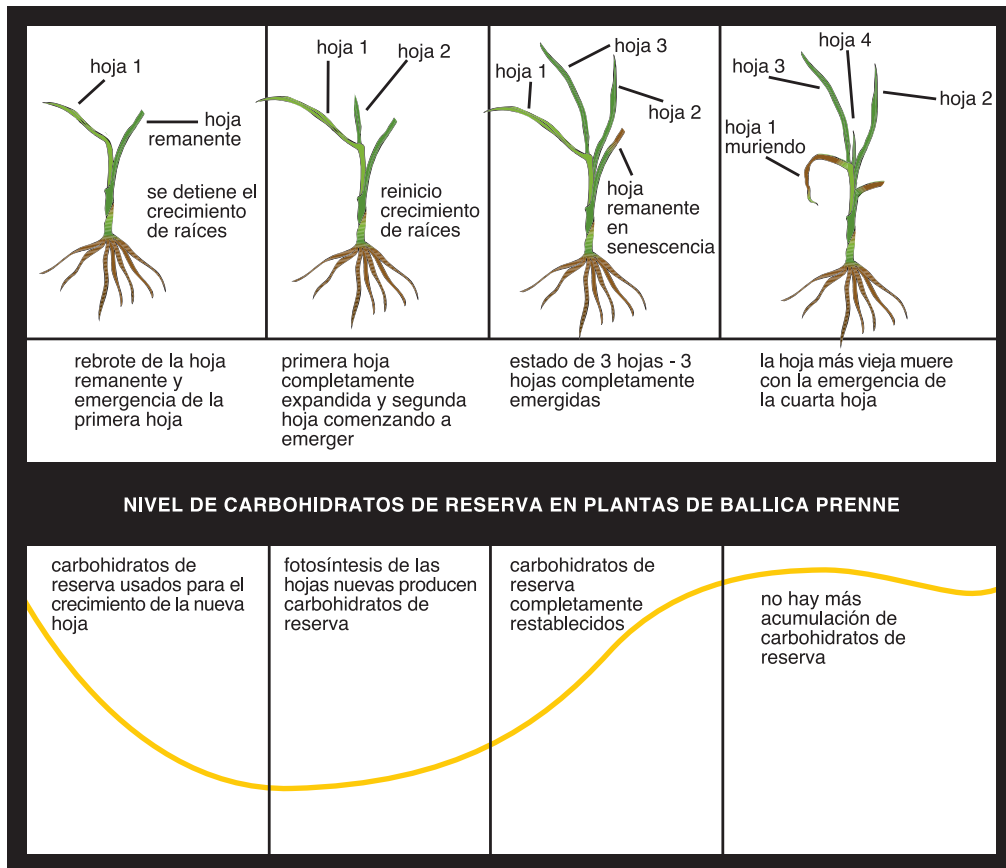 hoja 1
hoja
remanente
se detiene el
crecimiento
de raíces
hoja 1
hoja 2
reinicio
crecimiento
de raíces
hoja 3
hoja 1
hoja 2
hoja
remanente
en
senescencia
hoja 4
hoja 3
hoja 2
hoja 1
muriendo
rebrote de la hoja
remanente y
emergencia de la
primera hoja
primera hoja
completamente
expandida y segunda
hoja comenzando a
emerger
estado de 3 hojas - 3
hojas completamente
emergidas
la hoja más vieja muere
con la emergencia de
la cuarta hoja
NIVEL DE CARBOHIDRATOS DE RESERVA EN PLANTAS DE BALLICA PRENNE
carbohidratos de
reserva usados para el
crecimiento de la nueva
hoja
fotosíntesis de las
hojas nuevas producen
carbohidratos de
reserva
carbohidratos de
reserva
completamente
restablecidos
no hay más
acumulación de
carbohidratos de
reserva